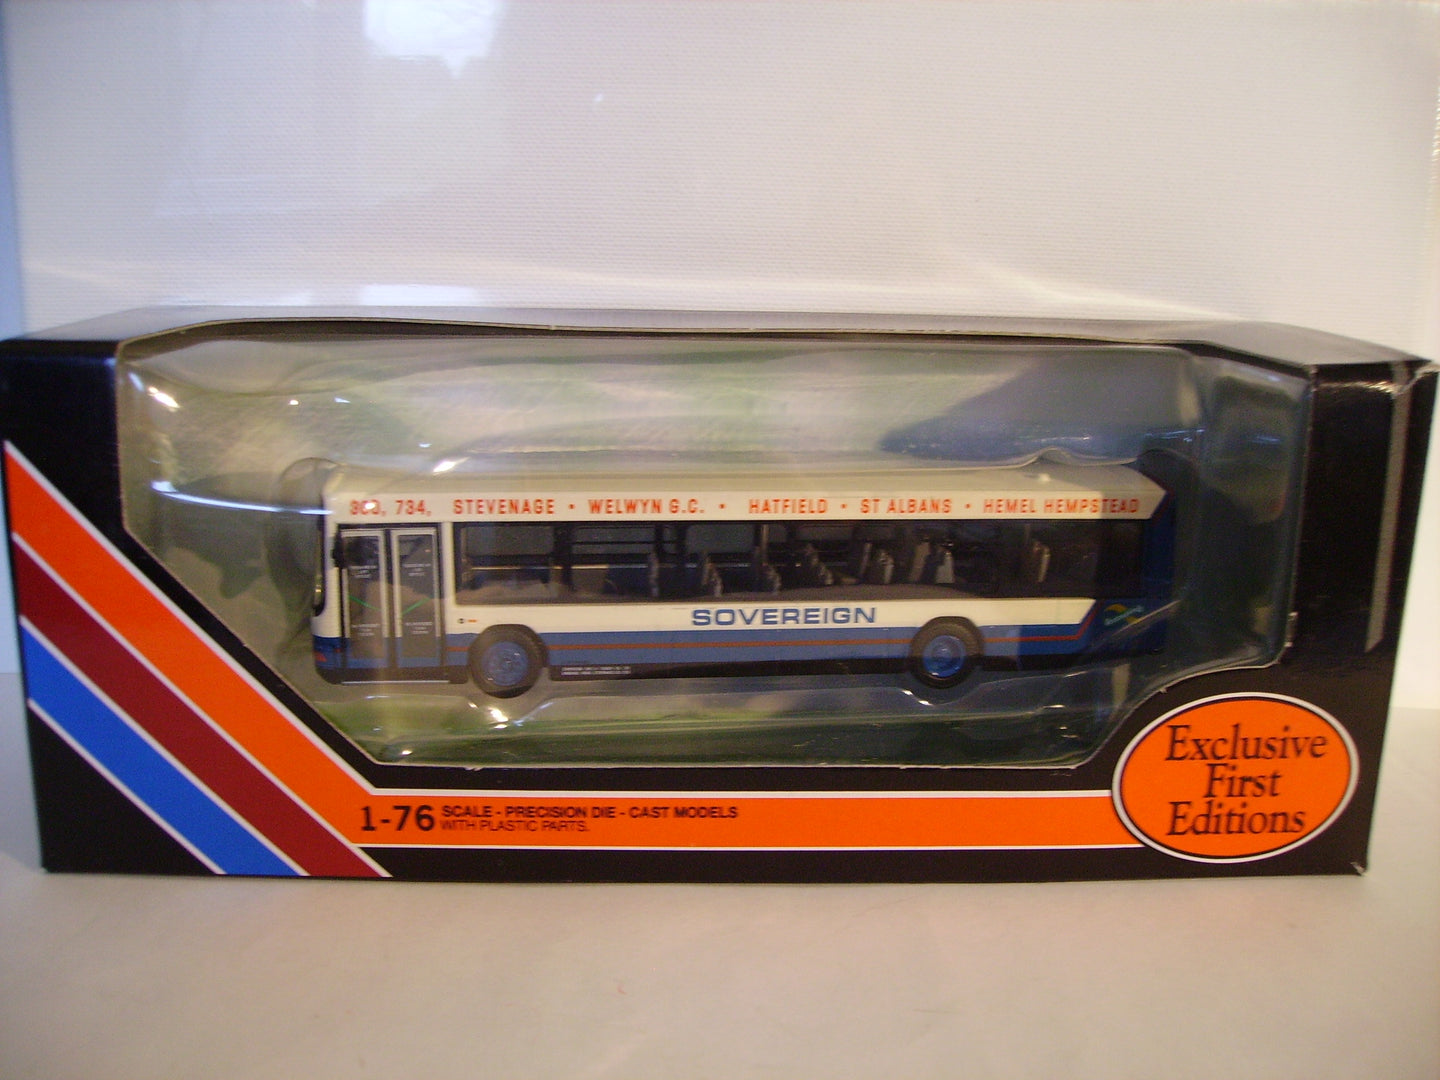 734, STEVENAGE • WELWYN G.C. • HATFIELD • ST ALBANS • HEMEL HEMPSTEAD
SOVEREIGN
1-76 SCALE - PRECISION DIE - CAST MODELS
WITH PLASTIC PARTS.
Exclusive
First
Editions